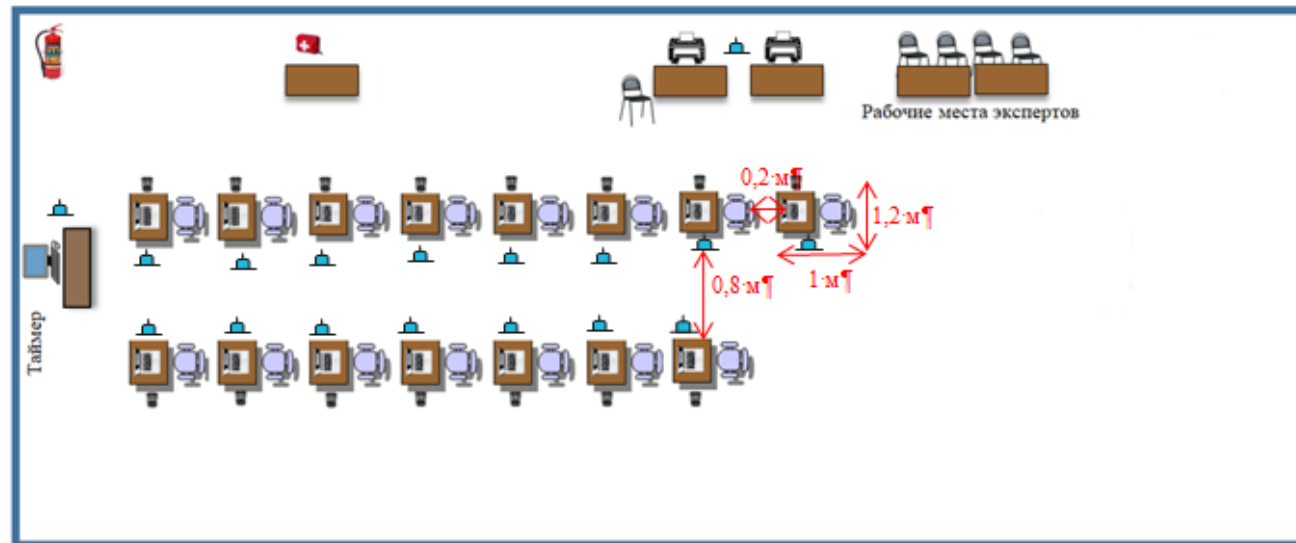 Рабочие места экспертов
0,2·м¶
1,2·м¶
0,8·м¶
1·м¶
Таймер